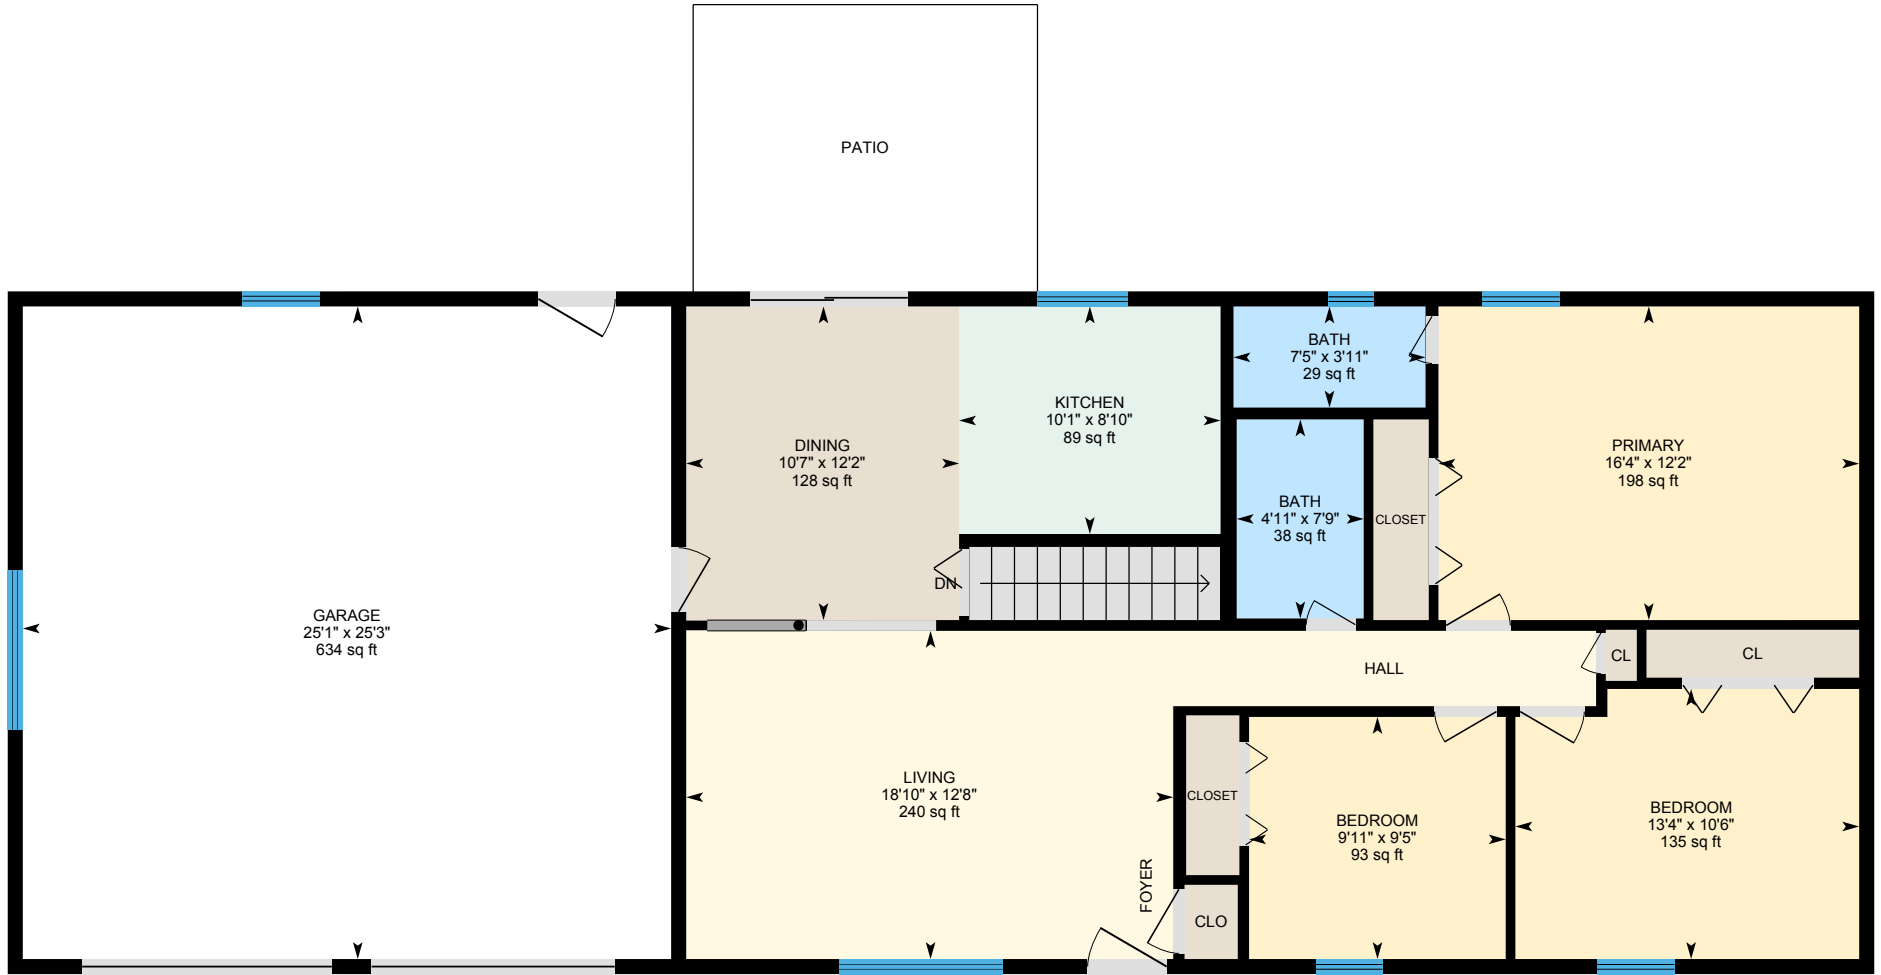 PATIO
BATH
7'5" x 3'11"
29 sq ft
KITCHEN
10'1" x 8'10"
89 sq ft
DINING
10'7" x 12'2"
128 sq ft
PRIMARY
16'4" x 12'2"
198 sq ft
BATH
4'11" x 7'9"
38 sq ft
CLOSET
DN
GARAGE
25'1" x 25'3"
634 sq ft
HALL
CL
CL
LIVING
18'10" x 12'8"
240 sq ft
CLOSET
BEDROOM
9'11" x 9'5"
93 sq ft
BEDROOM
13'4" x 10'6"
135 sq ft
FOYER
CLO